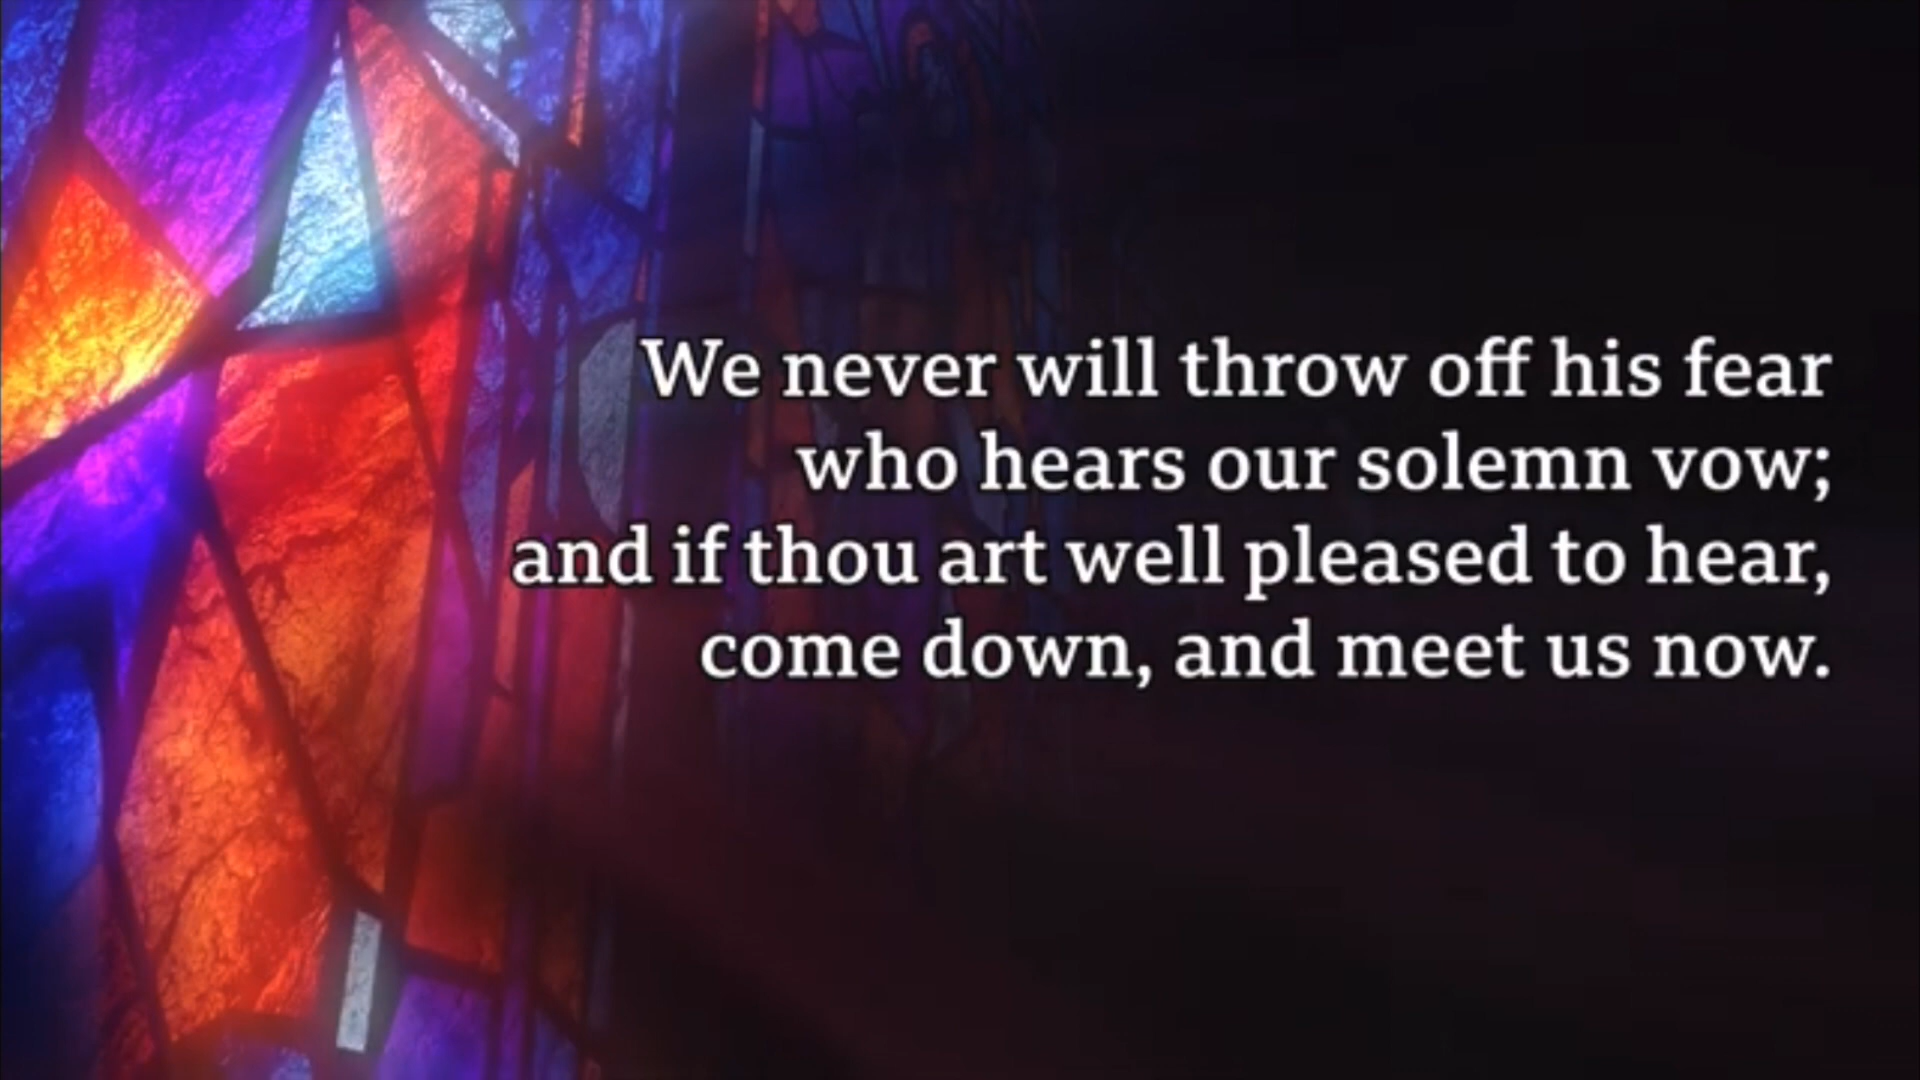 We never will throw off his fear
who hears our solemn vow;
and if thou art well pleased to hear,
come down, and meet us now.